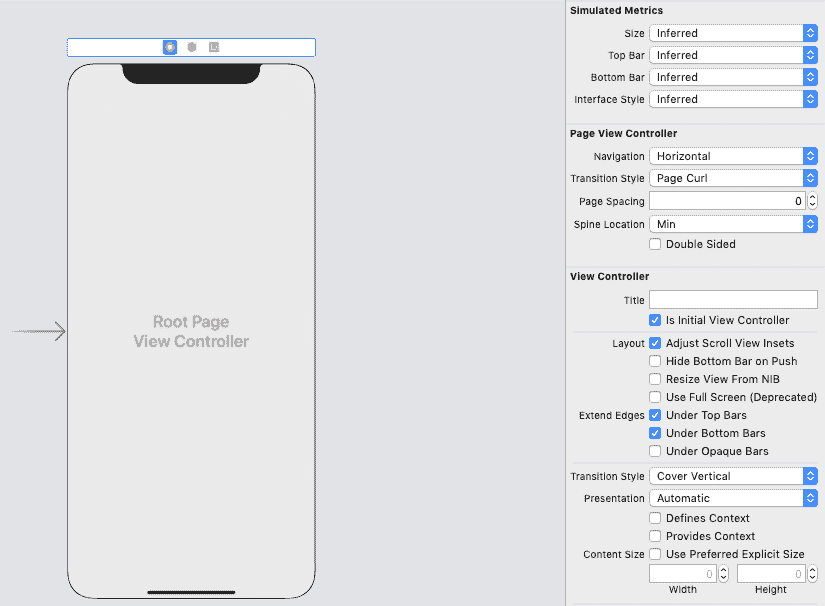 Root Page
View Controller
Simulated Metrics
Size Inferred
Top Bar Inferred
Bottom Bar Inferred
Interface Style Inferred
Page View Controller
Navigation Horizontal
Transition Style Page Curl
Page Spacing 0
Spine Location Min
Double Sided
View Controller
Title
Is Initial View Controller
Layout Adjust Scroll View Insets
Hide Bottom Bar on Push
Resize View From NIB
Use Full Screen (Deprecated)
Extend Edges Under Top Bars
Under Bottom Bars
Under Opaque Bars
Transition Style Cover Vertical
Presentation Automatic
Defines Context
Provides Context
Content Size Use Preferred Explicit Size
0 0
Width Height